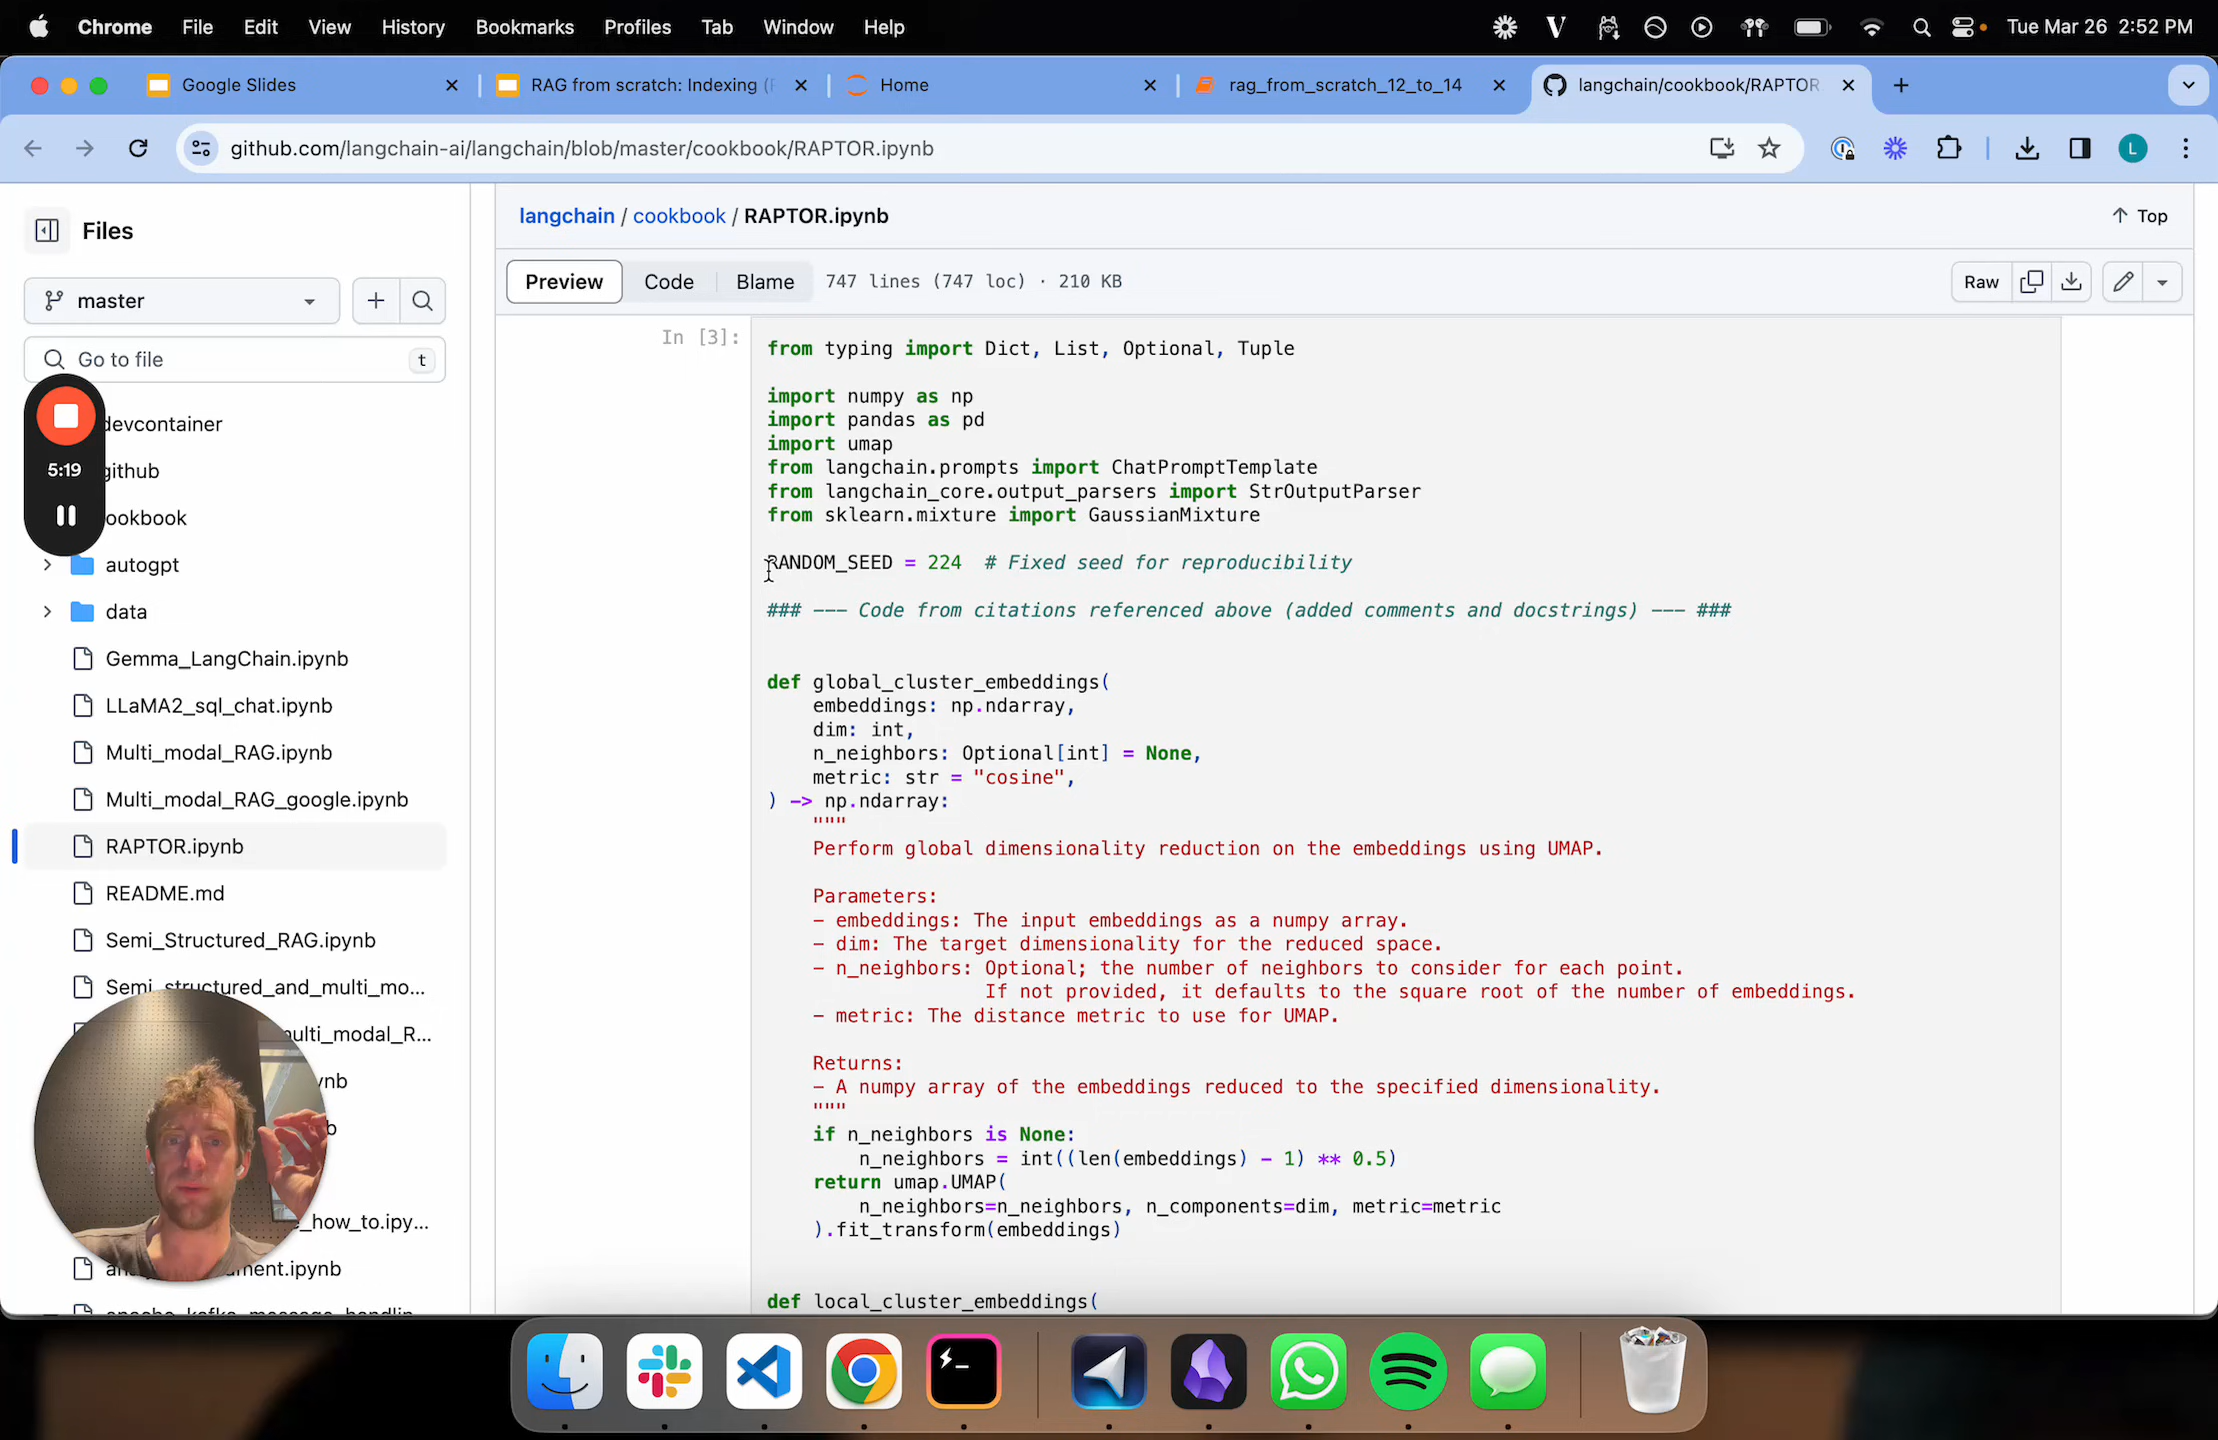 Chrome File Edit View History Bookmarks Profiles Tab Window Help
Tue Mar 26 2:52 PM
Google Slides
RAG from scratch: Indexing (
Home
rag_from_scratch_12_to_14
langchain/cookbook/RAPTOR
github.com/langchain-ai/langchain/blob/master/cookbook/RAPTOR.ipynb
L
Files
master
Go to file
t
5:19
devcontainer
github
ookbook
autogpt
data
Gemma_LangChain.ipynb
LLaMA2_sql_chat.ipynb
Multi_modal_RAG.ipynb
Multi_modal_RAG_google.ipynb
RAPTOR.ipynb
README.md
Semi_Structured_RAG.ipynb
Semi_structured_and_multi_mo...
ulti_modal_R...
nb
b
_how_to.ipy...
ment.ipynb
langchain / cookbook / RAPTOR.ipynb
Top
Preview Code Blame 747 lines (747 loc) · 210 KB
Raw
In [3]:
from typing import Dict, List, Optional, Tuple
import numpy as np
import pandas as pd
import umap
from langchain.prompts import ChatPromptTemplate
from langchain_core.output_parsers import StrOutputParser
from sklearn.mixture import GaussianMixture
RANDOM_SEED = 224 # Fixed seed for reproducibility
### --- Code from citations referenced above (added comments and docstrings) --- ###
def global_cluster_embeddings(
embeddings: np.ndarray,
dim: int,
n_neighbors: Optional[int] = None,
metric: str = "cosine",
) -> np.ndarray:
"""
Perform global dimensionality reduction on the embeddings using UMAP.
Parameters:
- embeddings: The input embeddings as a numpy array.
- dim: The target dimensionality for the reduced space.
- n_neighbors: Optional; the number of neighbors to consider for each point.
If not provided, it defaults to the square root of the number of embeddings.
- metric: The distance metric to use for UMAP.
Returns:
- A numpy array of the embeddings reduced to the specified dimensionality.
"""
if n_neighbors is None:
n_neighbors = int((len(embeddings) - 1) ** 0.5)
return umap.UMAP(
n_neighbors=n_neighbors, n_components=dim, metric=metric
).fit_transform(embeddings)
def local_cluster_embeddings(